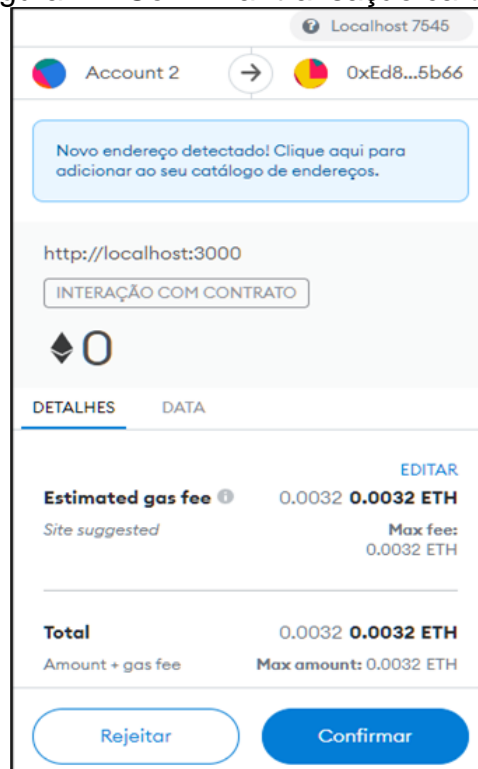 Localhost 7545
Account 2
0xEd8...5b66
Novo endereço detectado! Clique aqui para
adicionar ao seu catálogo de endereços.
http://localhost:3000
INTERAÇÃO COM CONTRATO
0
DETALHES DATA
EDITAR
Estimated gas fee 0.0032 0.0032 ETH
Site suggested Max fee:
0.0032 ETH
Total 0.0032 0.0032 ETH
Amount + gas fee Max amount: 0.0032 ETH
Rejeitar Confirmar